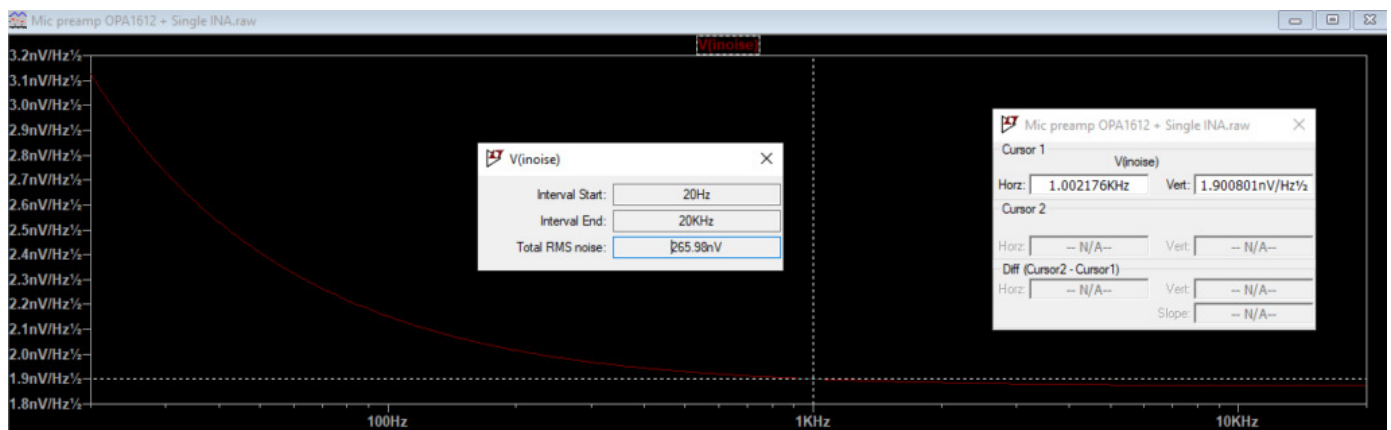 Mic preamp OPA1612 + Single INA.raw
V(inoise)
3.2nV/Hz½
3.1nV/Hz½
3.0nV/Hz½
2.9nV/Hz½
2.8nV/Hz½
2.7nV/Hz½
2.6nV/Hz½
2.5nV/Hz½
2.4nV/Hz½
2.3nV/Hz½
2.2nV/Hz½
2.1nV/Hz½
2.0nV/Hz½
1.9nV/Hz½
1.8nV/Hz½
100Hz 1KHz 10KHz
V(inoise)
Interval Start: 20Hz
Interval End: 20KHz
Total RMS noise: 265.98nV
Mic preamp OPA1612 + Single INA.raw
Cursor 1
V(inoise)
Horz: 1.002176KHz Vert: 1.900801nV/Hz½
Cursor 2
Horz: -- N/A-- Vert: -- N/A--
Diff (Cursor2 - Cursor1)
Horz: -- N/A-- Vert: -- N/A--
Slope: -- N/A--